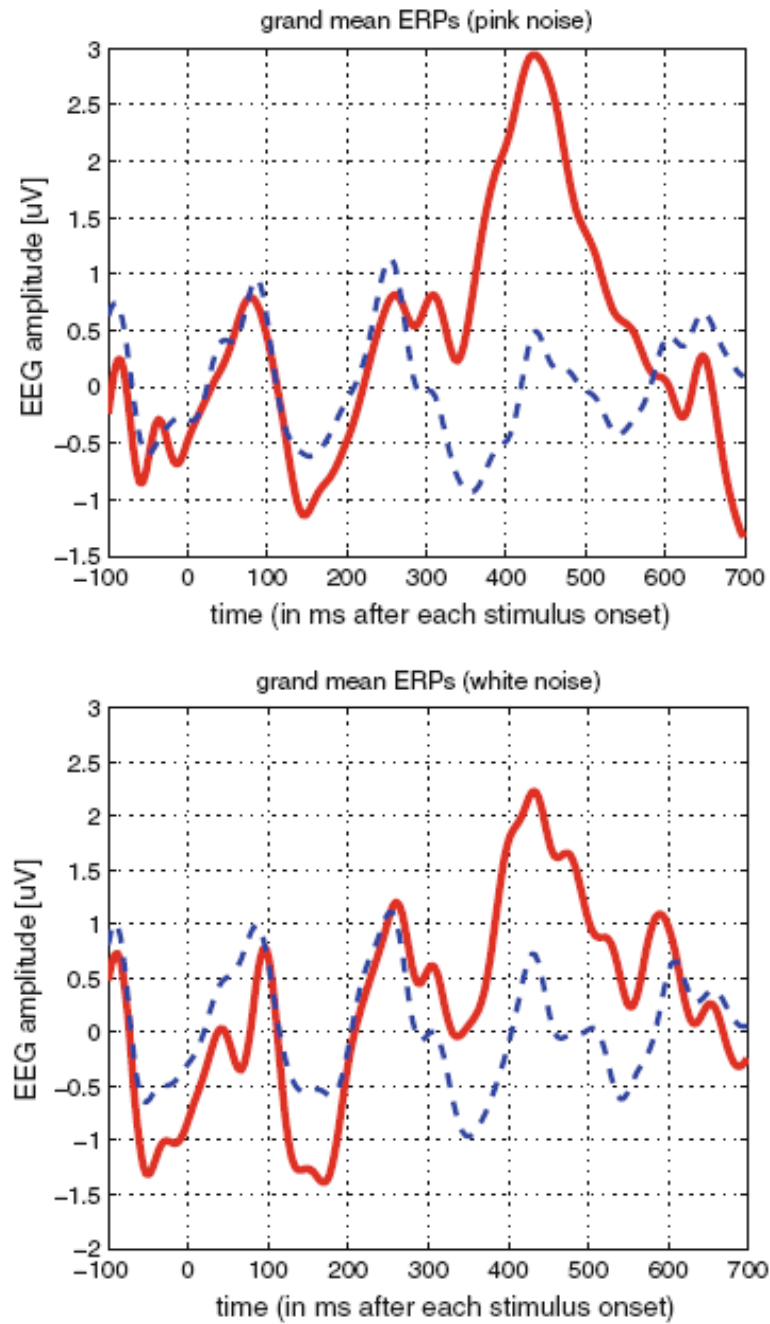 grand mean ERPs (pink noise)
3
2.5
2
1.5
1
0.5
0
−0.5
−1
−1.5
EEG amplitude [uV]
−100 0 100 200 300 400 500 600 700
time (in ms after each stimulus onset)
grand mean ERPs (white noise)
3
2.5
2
1.5
1
0.5
0
−0.5
−1
−1.5
−2
EEG amplitude [uV]
−100 0 100 200 300 400 500 600 700
time (in ms after each stimulus onset)